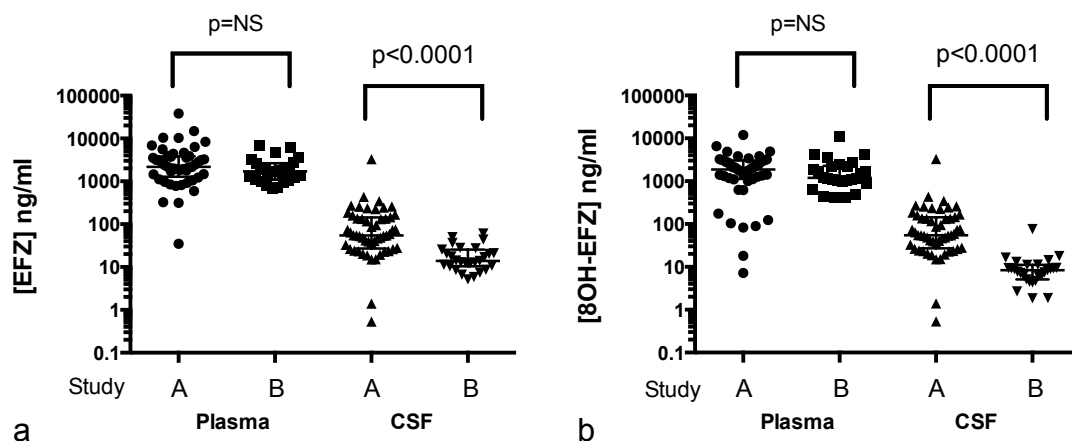 p=NS
p<0.0001
[EFZ] ng/ml
100000
10000
1000
100
10
1
0.1
Study A B A B
Plasma CSF
a
p=NS
p<0.0001
[8OH-EFZ] ng/ml
100000
10000
1000
100
10
1
0.1
Study A B A B
Plasma CSF
b